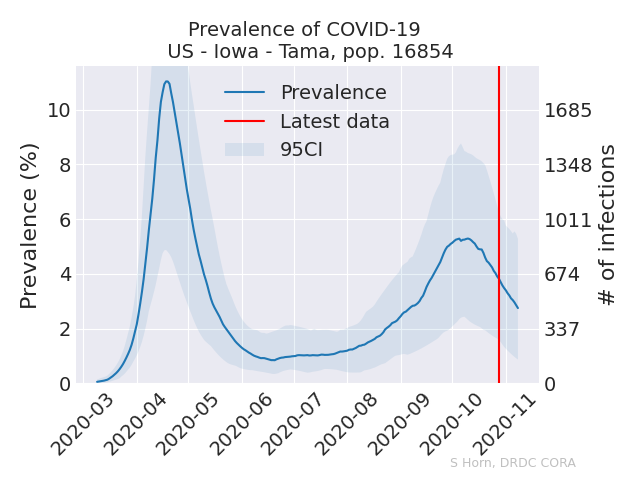 Prevalence of COVID-19
US - Iowa - Tama, pop. 16854
Prevalence
Latest data
95CI
Prevalence (%)
10
8
6
4
2
0
1685
1348
1011
674
337
0
# of infections
2020-03
2020-04
2020-05
2020-06
2020-07
2020-08
2020-09
2020-10
2020-11
S Horn, DRDC CORA